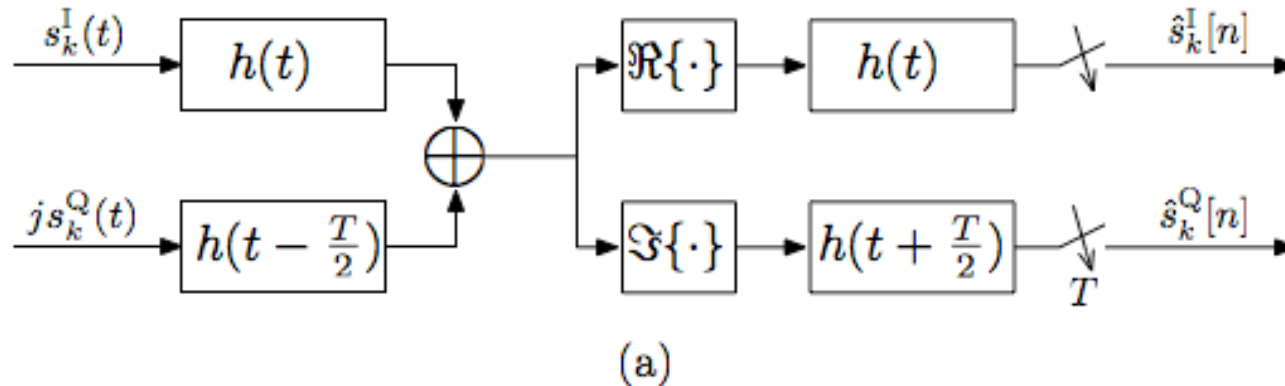 s_k^I(t) h(t) ℜ{·} h(t) ŝ_k^I[n]
js_k^Q(t) h(t − T/2) ℑ{·} h(t + T/2) ŝ_k^Q[n]
T
(a)